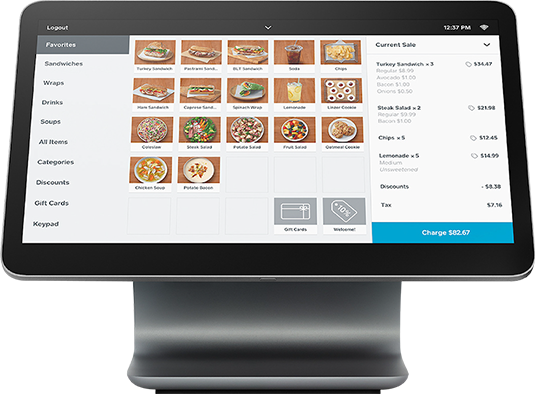 Logout
12:37 PM
Favorites
Sandwiches
Wraps
Drinks
Soups
All Items
Categories
Discounts
Gift Cards
Keypad
Turkey Sandwich
Pastrami Sandwich
BLT Sandwich
Soda
Chips
Ham Sandwich
Caprese Sandwich
Spinach Wrap
Lemonade
Linzer Cookie
Coleslaw
Steak Salad
Potato Salad
Fruit Salad
Oatmeal Cookie
Chicken Soup
Potato Bacon
10%
Gift Cards
Welcome!
Current Sale
Turkey Sandwich × 3
$34.47
Regular $8.99
Avocado $1.00
Bacon $1.00
Onions $0.50
Steak Salad × 2
$21.98
Regular $9.99
Bacon $1.00
Chips × 5
$12.45
Lemonade × 5
$14.99
Medium
Unsweetened
Discounts
- 8.38
Tax
$7.16
Charge $82.67